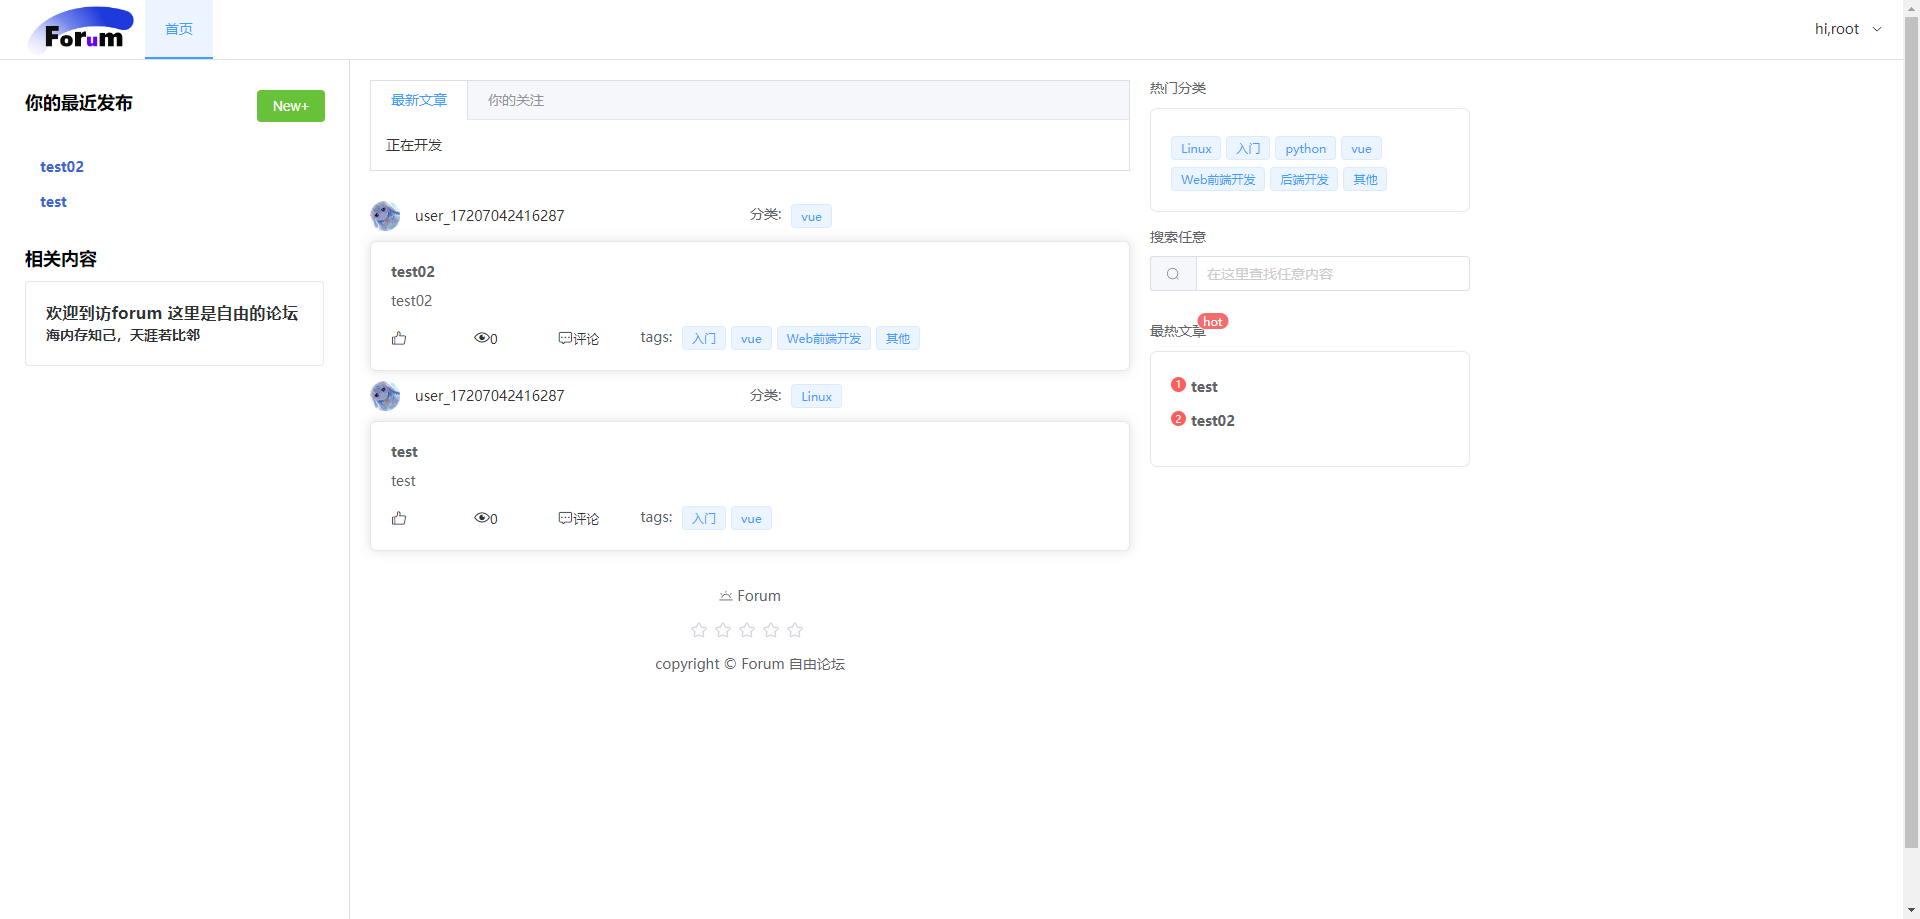 Forum
首页
hi,root
你的最近发布
New+
test02
test
相关内容
欢迎到访forum 这里是自由的论坛
海内存知己，天涯若比邻
最新文章
你的关注
正在开发
user_17207042416287
分类:
vue
test02
test02
0
评论
tags:
入门
vue
Web前端开发
其他
user_17207042416287
分类:
Linux
test
test
0
评论
tags:
入门
vue
Forum
copyright © Forum 自由论坛
热门分类
Linux
入门
python
vue
Web前端开发
后端开发
其他
搜索任意
在这里查找任意内容
最热文章
hot
1 test
2 test02